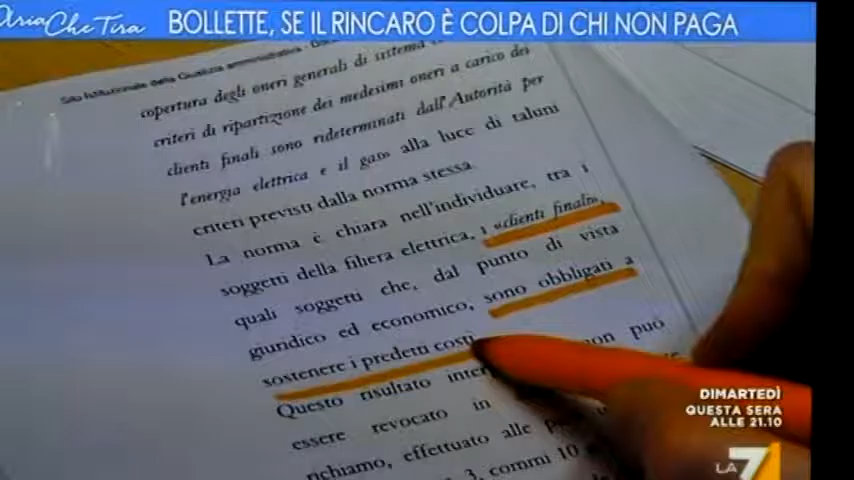 L'Aria Che Tira
BOLLETTE, SE IL RINCARO È COLPA DI CHI NON PAGA
Sito istituzionale della Giustizia amministrativa
copertura degli oneri generali di sistema
criteri di ripartizione dei medesimi oneri a carico dei
clienti finali sono rideterminati dall'Autorità per
l'energia elettrica e il gas» alla luce di taluni
criteri previsti dalla norma stessa.
La norma è chiara nell'individuare, tra i
soggetti della filiera elettrica, i «clienti finali»,
quali soggetti che, dal punto di vista
giuridico ed economico, sono obbligati a
sostenere i predetti costi.
Questo risultato non può
essere revocato in
richiamo, effettuato alle
3, commi 10
DIMARTEDÌ
QUESTA SERA
ALLE 21.10
LA 7